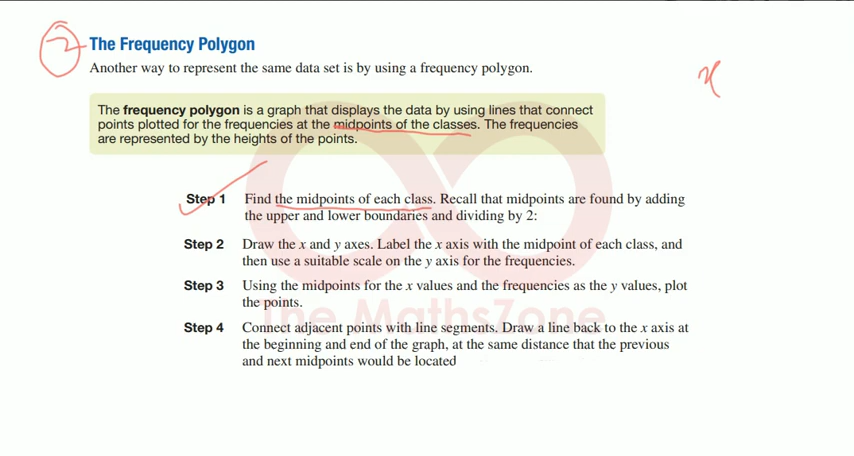 2
The Frequency Polygon
Another way to represent the same data set is by using a frequency polygon.
x
The frequency polygon is a graph that displays the data by using lines that connect
points plotted for the frequencies at the midpoints of the classes. The frequencies
are represented by the heights of the points.
Step 1 Find the midpoints of each class. Recall that midpoints are found by adding
the upper and lower boundaries and dividing by 2:
Step 2 Draw the x and y axes. Label the x axis with the midpoint of each class, and
then use a suitable scale on the y axis for the frequencies.
Step 3 Using the midpoints for the x values and the frequencies as the y values, plot
the points.
The MathsZone
Step 4 Connect adjacent points with line segments. Draw a line back to the x axis at
the beginning and end of the graph, at the same distance that the previous
and next midpoints would be located